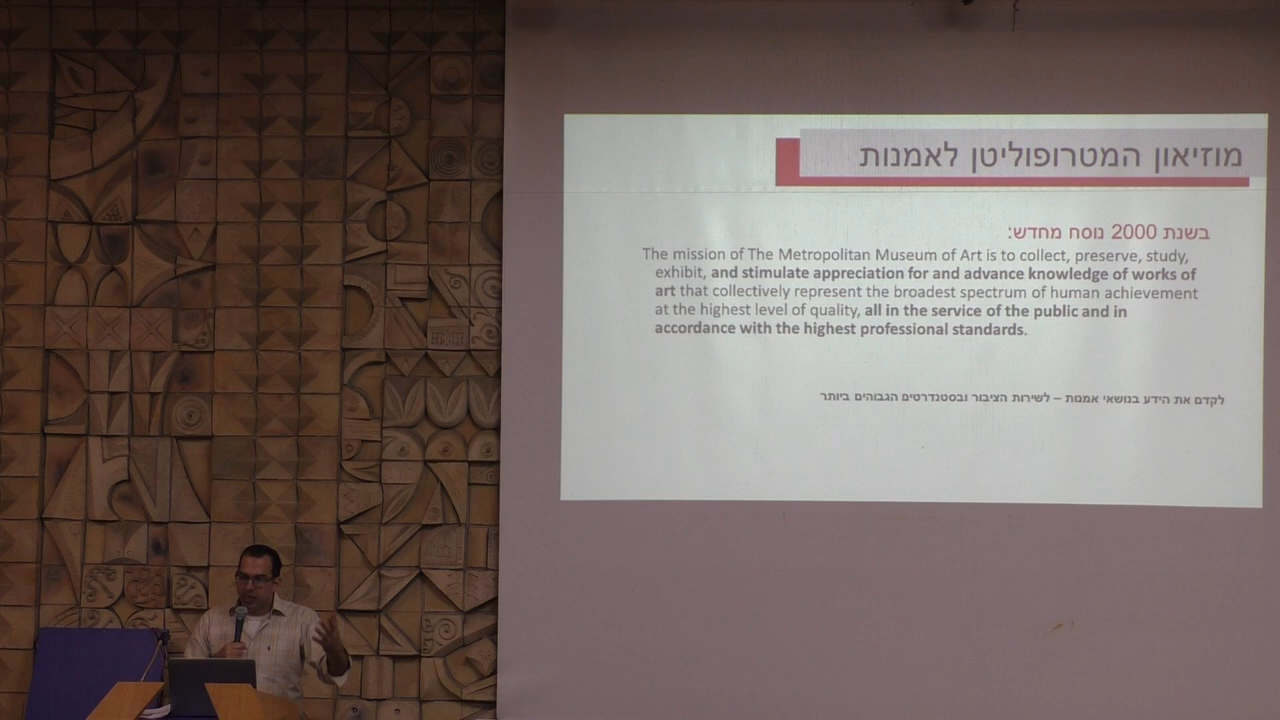 מוזיאון המטרופוליטן לאמנות
בשנת 2000 נוסח מחדש:
The mission of The Metropolitan Museum of Art is to collect, preserve, study,
exhibit, and stimulate appreciation for and advance knowledge of works of
art that collectively represent the broadest spectrum of human achievement
at the highest level of quality, all in the service of the public and in
accordance with the highest professional standards.
לקדם את הידע בנושאי אמנות – לשירות הציבור ובסטנדרטים הגבוהים ביותר